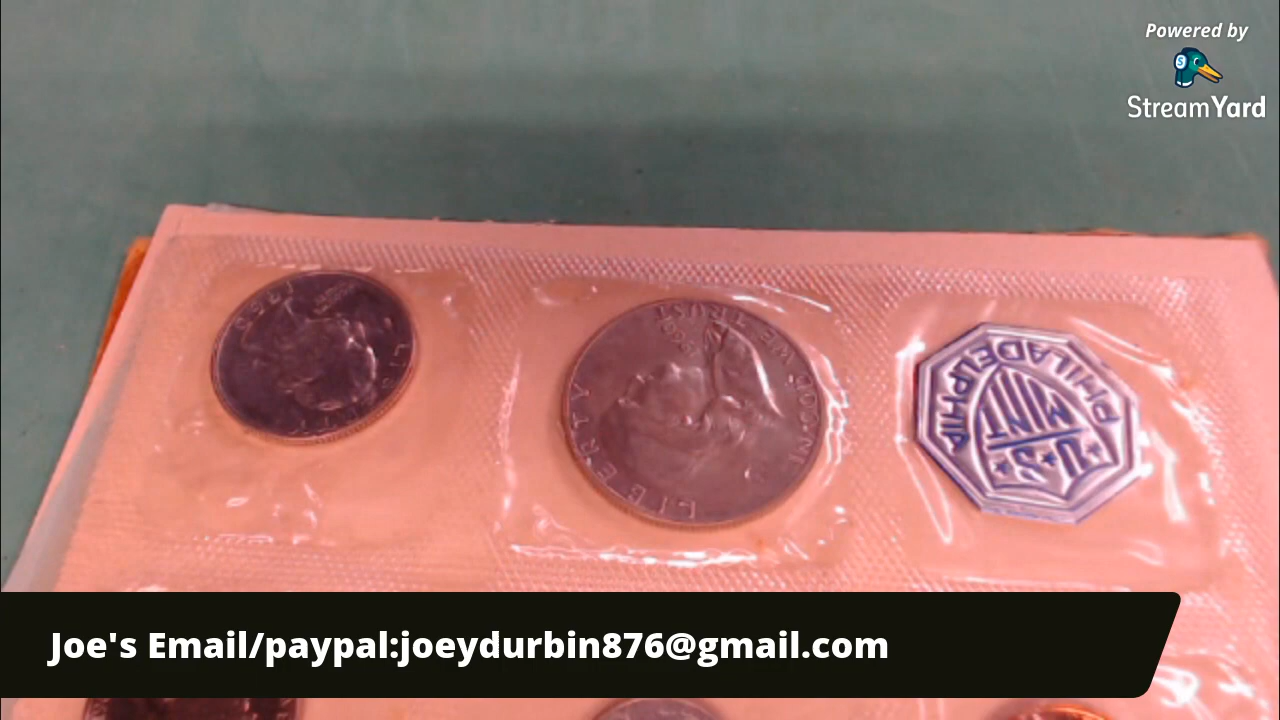 Powered by
StreamYard
LIBERTY
IN GOD WE TRUST
PHILADELPHIA
U.S.
MINT
Joe's Email/paypal:joeydurbin876@gmail.com